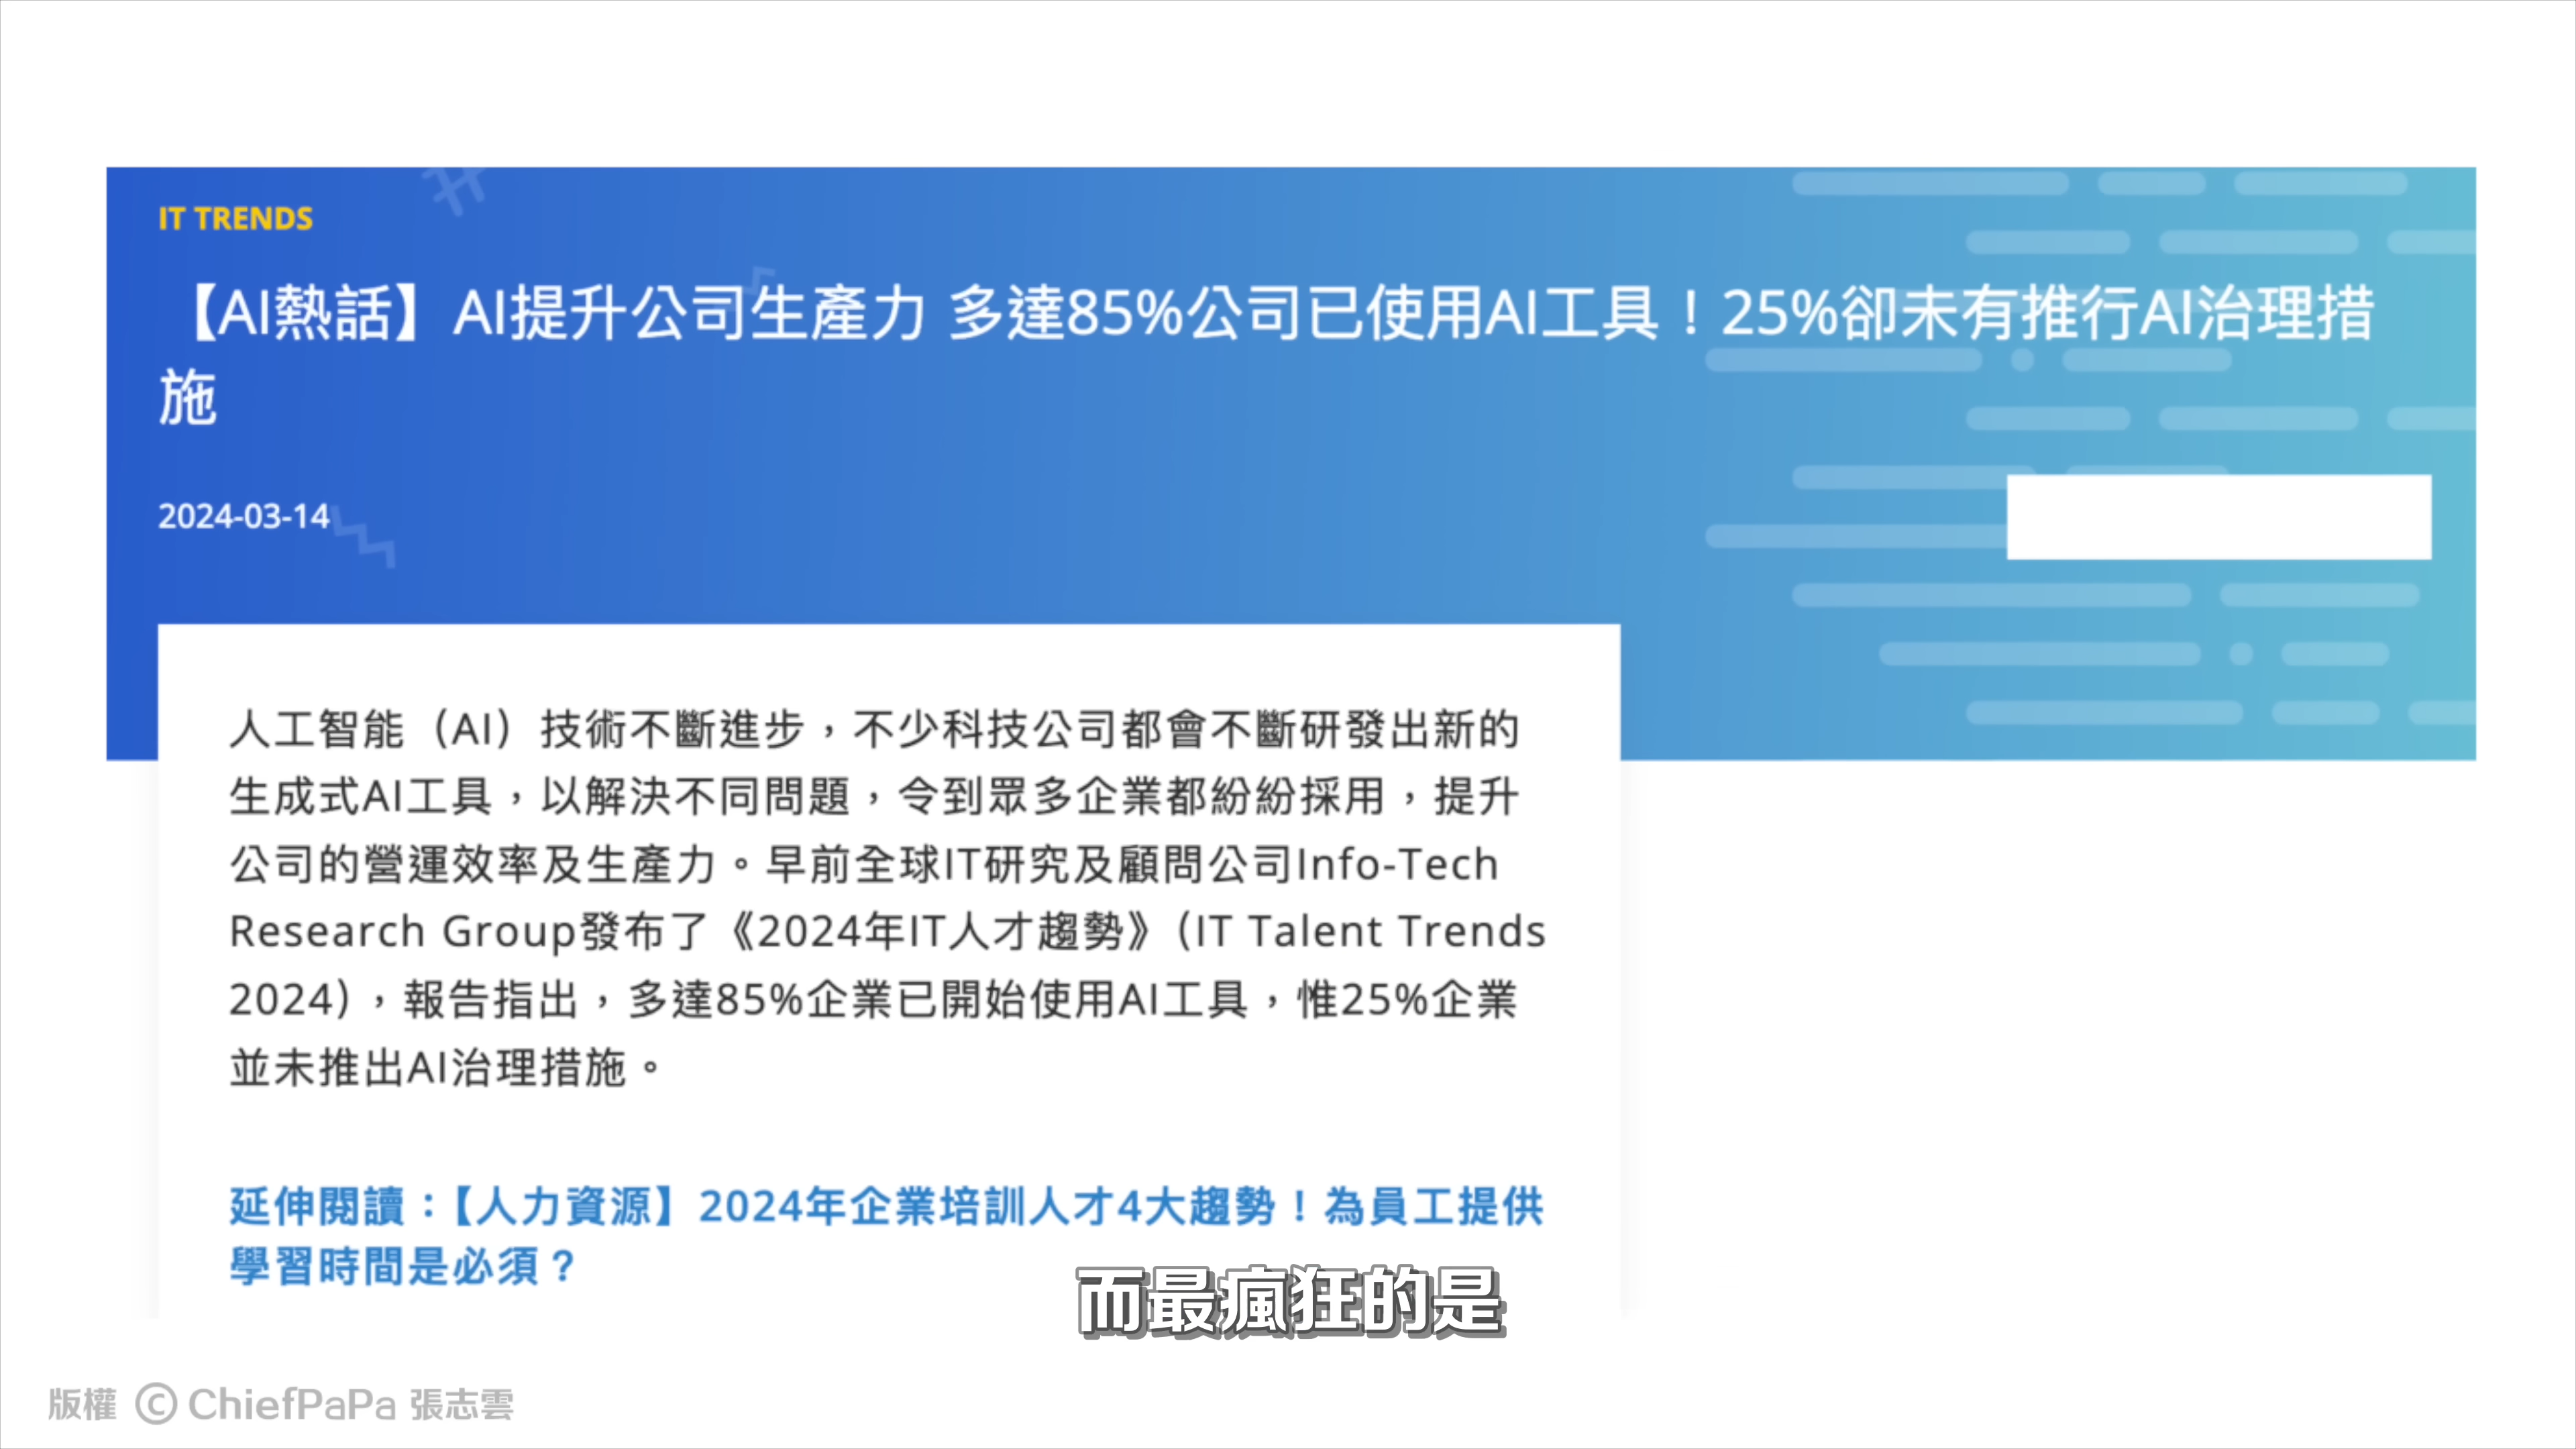 IT TRENDS
【AI熱話】AI提升公司生產力 多達85%公司已使用AI工具！25%卻未有推行AI治理措
施
2024-03-14
人工智能（AI）技術不斷進步，不少科技公司都會不斷研發出新的
生成式AI工具，以解決不同問題，令到眾多企業都紛紛採用，提升
公司的營運效率及生產力。早前全球IT研究及顧問公司Info-Tech
Research Group發布了《2024年IT人才趨勢》（IT Talent Trends
2024），報告指出，多達85%企業已開始使用AI工具，惟25%企業
並未推出AI治理措施。
延伸閱讀：【人力資源】2024年企業培訓人才4大趨勢！為員工提供
學習時間是必須？
而最瘋狂的是
版權 © ChiefPaPa 張志雲